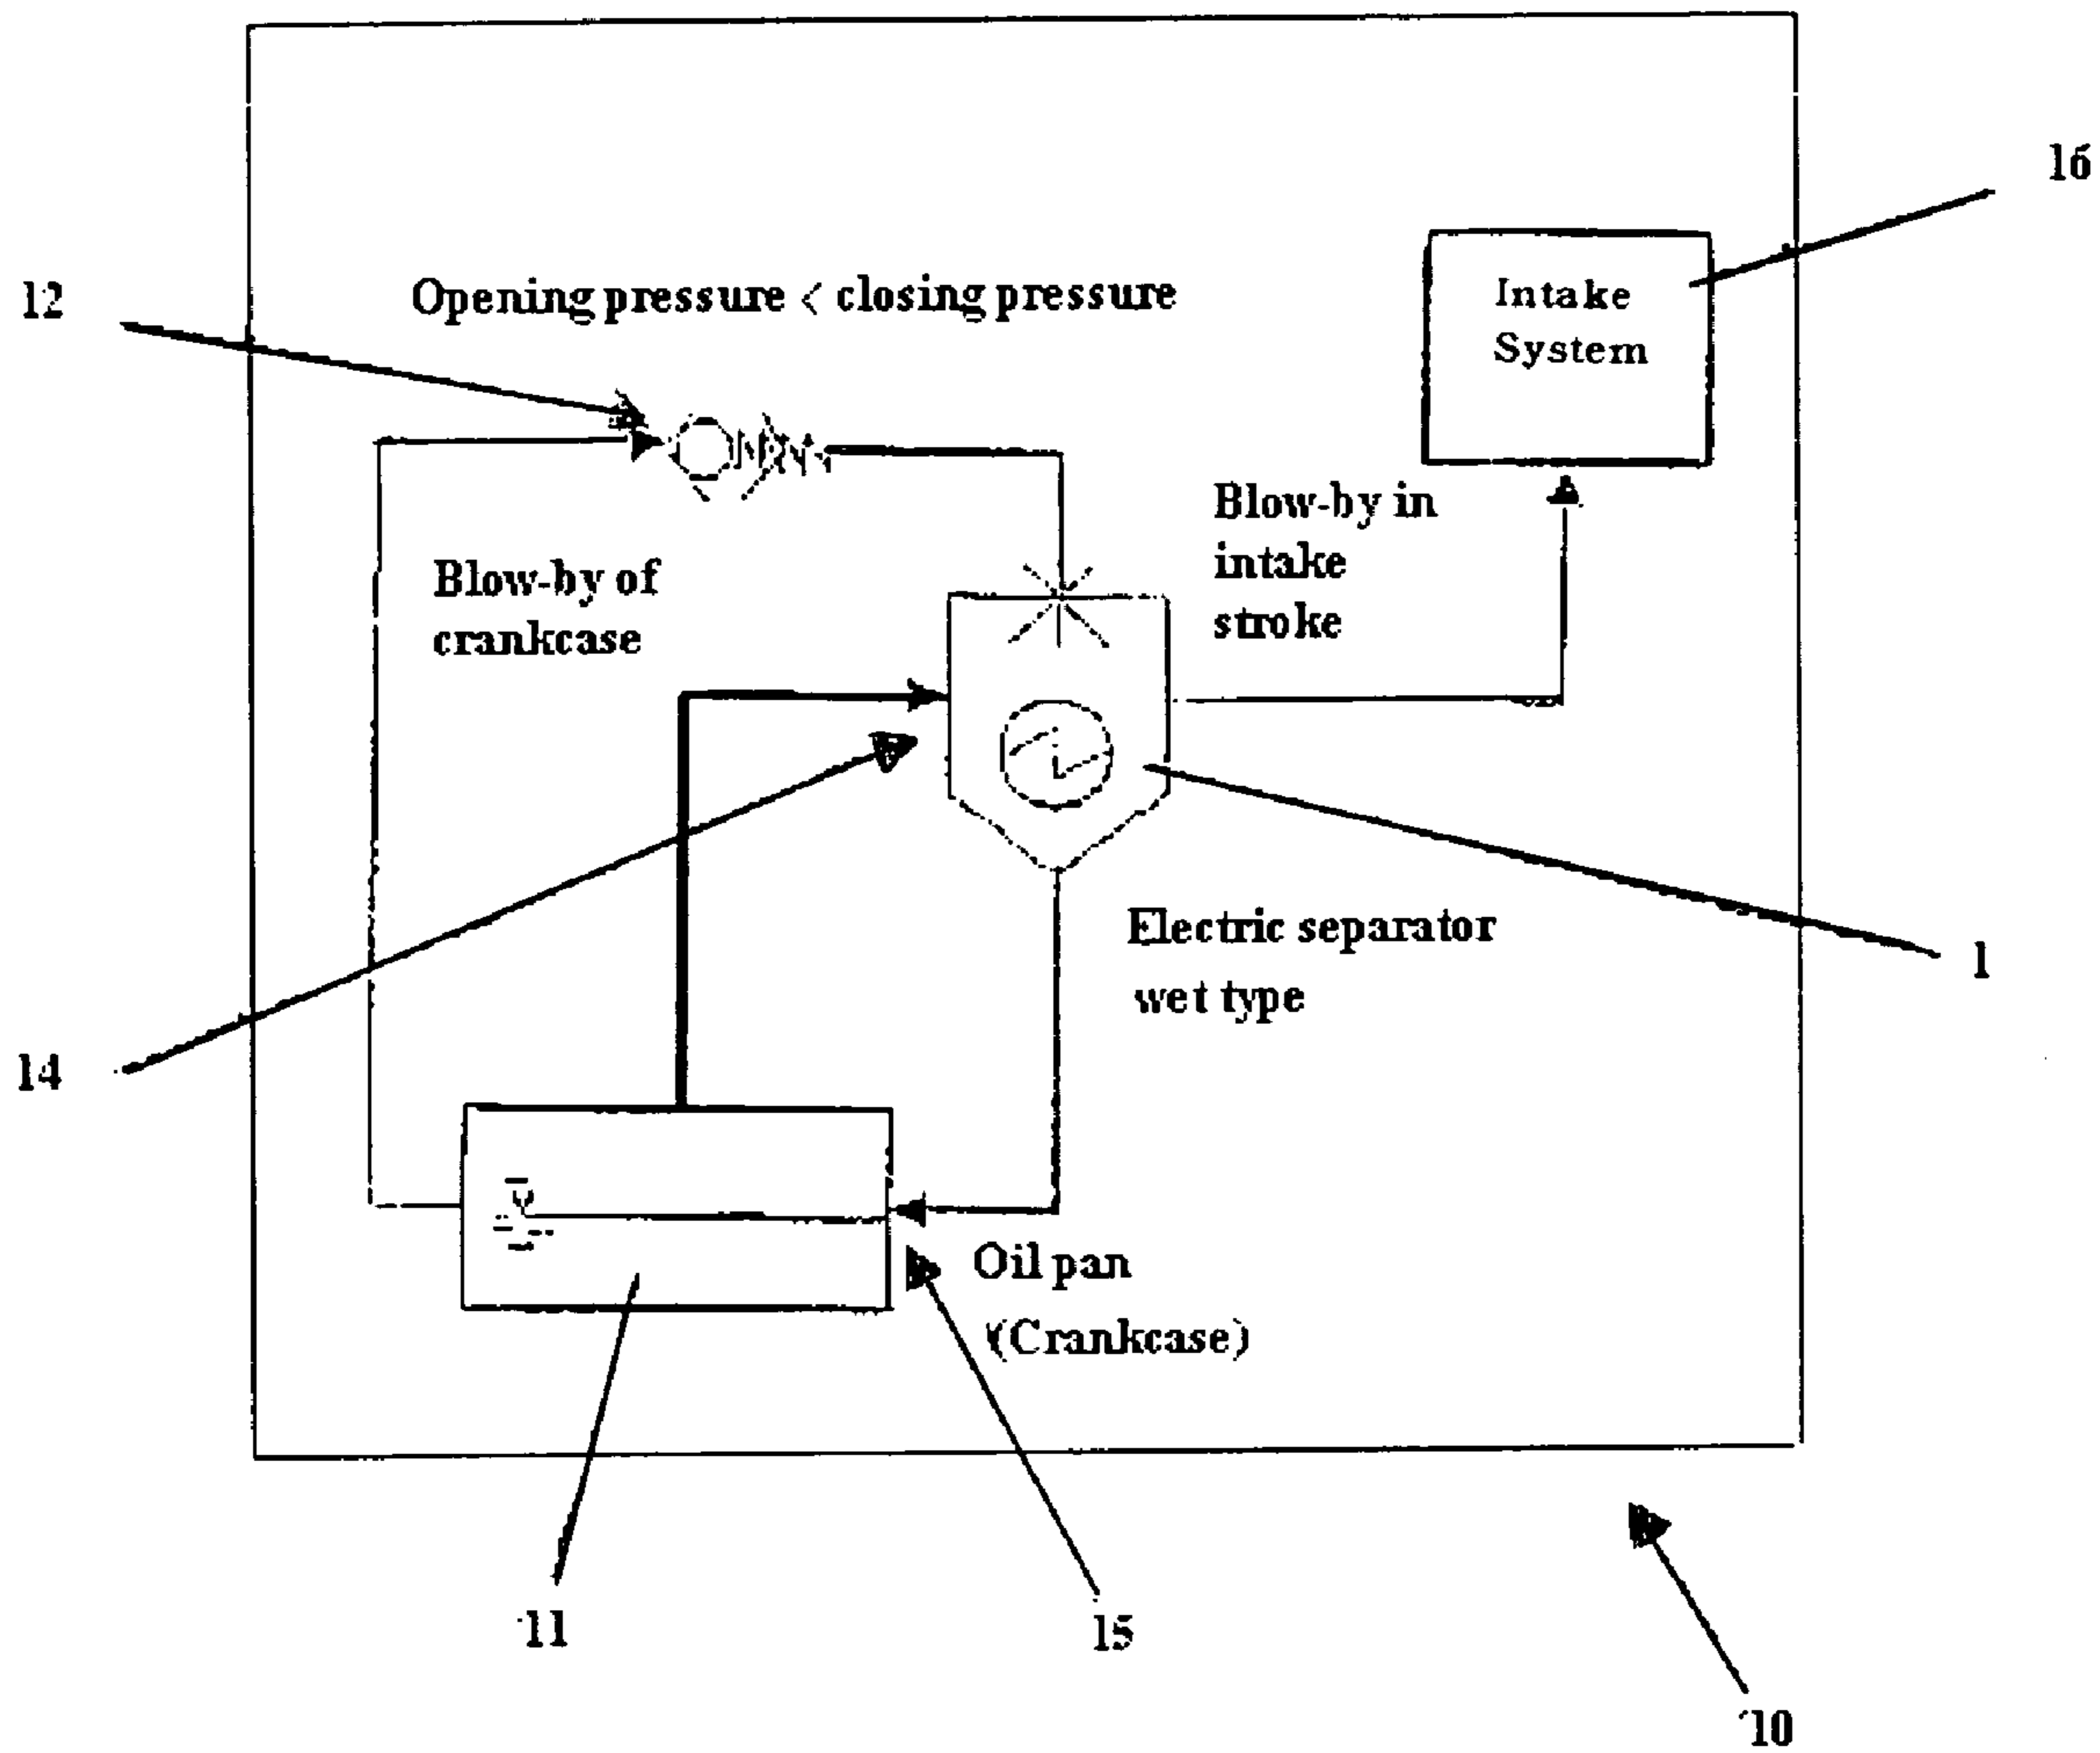 16
12
Opening pressure < closing pressure
Intake
System
Blow-by in
intake
stroke
Blow-by of
crankcase
Electric separator
wet type
1
14
Oil pan
(Crankcase)
11
15
10